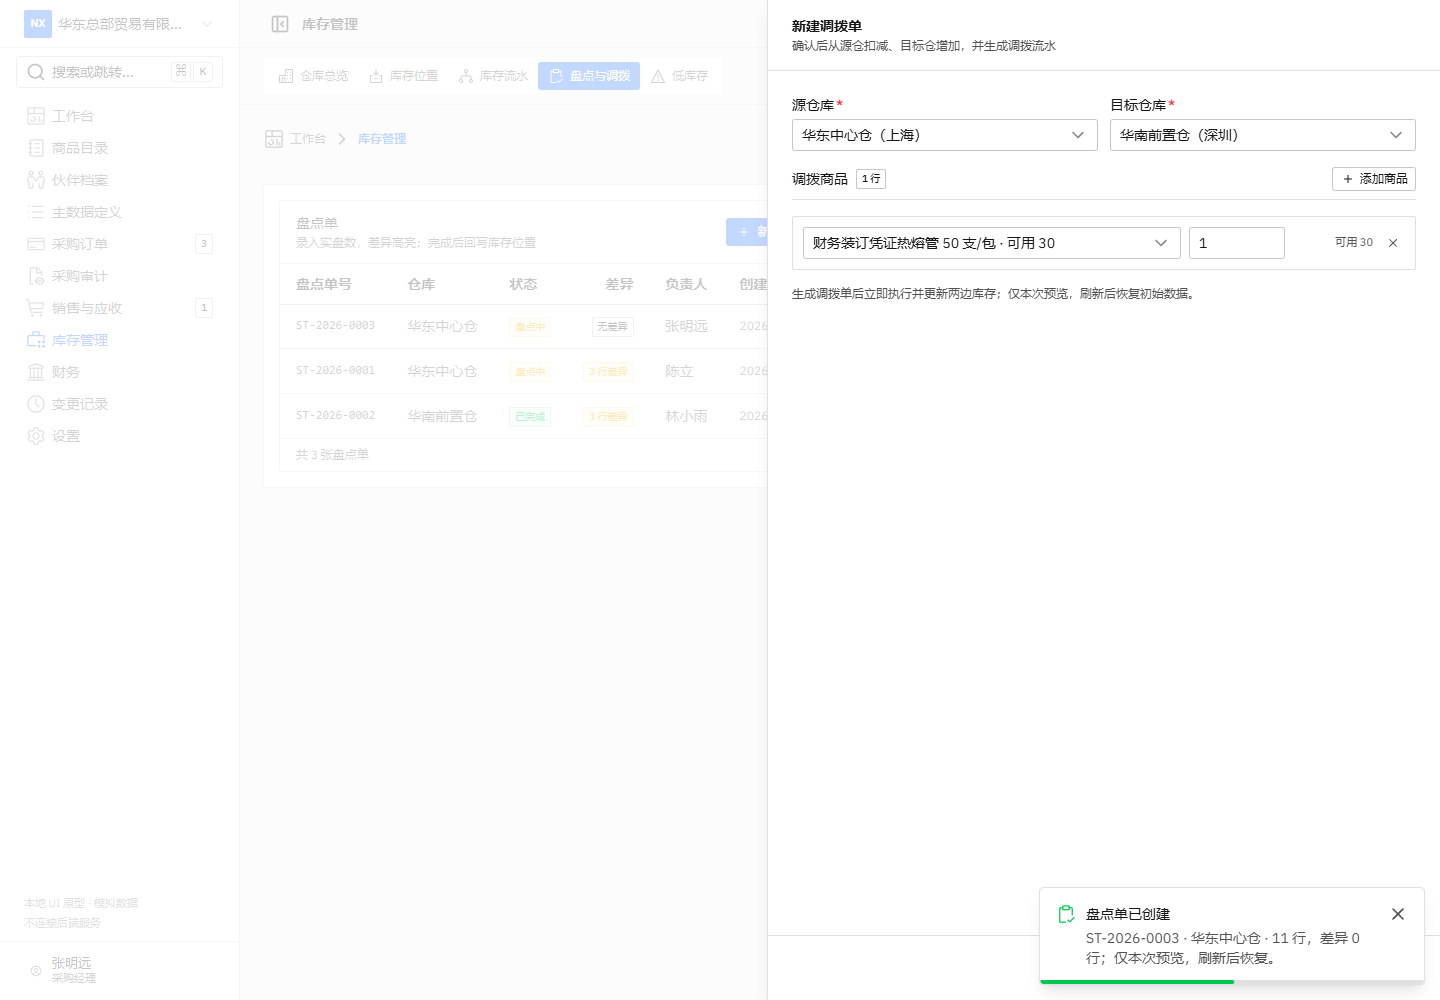 NX 华东总部贸易有限...
搜索或跳转... ⌘ K
工作台
商品目录
伙伴档案
主数据定义
采购订单 3
采购审计
销售与应收 1
库存管理
财务
变更记录
设置
本地 UI 原型 · 模拟数据
不连接后端服务
张明远
采购经理
库存管理
仓库总览 库存位置 库存流水 盘点与调拨 低库存
工作台 库存管理
盘点单
录入实盘数，差异高亮；完成后回写库存位置
+ 新
盘点单号 仓库 状态 差异 负责人 创建
ST-2026-0003 华东中心仓 盘点中 无差异 张明远 2026
ST-2026-0001 华东中心仓 盘点中 3 行差异 陈立 2026
ST-2026-0002 华南前置仓 已完成 1 行差异 林小雨 2026
共 3 张盘点单
新建调拨单
确认后从源仓扣减、目标仓增加，并生成调拨流水
源仓库* 目标仓库*
华东中心仓（上海） 华南前置仓（深圳）
调拨商品 1 行 + 添加商品
财务装订凭证热熔管 50 支/包 · 可用 30 1 可用 30
生成调拨单后立即执行并更新两边库存；仅本次预览，刷新后恢复初始数据。
盘点单已创建
ST-2026-0003 · 华东中心仓 · 11 行，差异 0
行；仅本次预览，刷新后恢复。